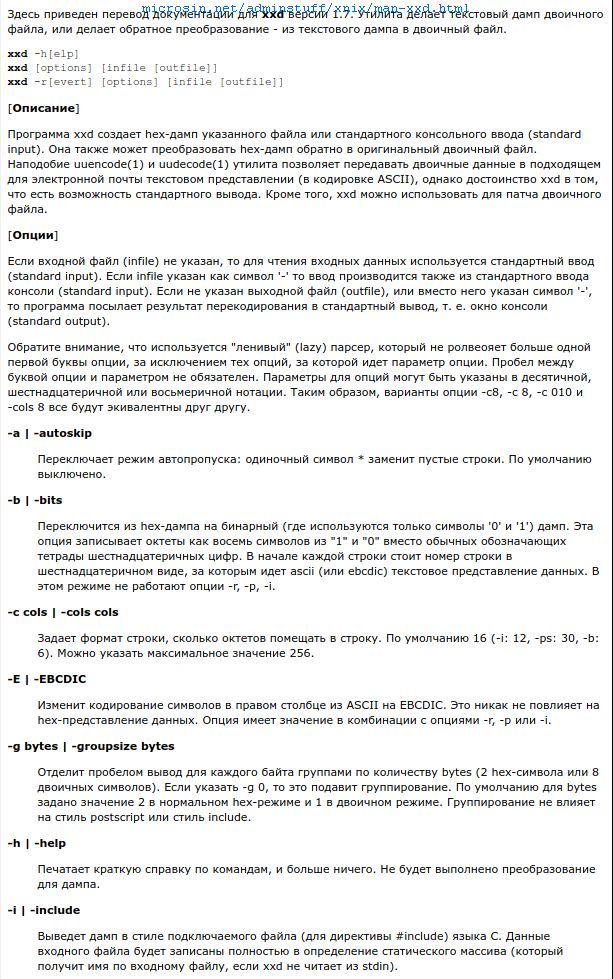 microsin.net/adminstuff/xnix/man-xxd.html
Здесь приведен перевод документации для xxd версии 1.7. Утилита делает текстовый дамп двоичного
файла, или делает обратное преобразование - из текстового дампа в двоичный файл.
xxd -h[elp]
xxd [options] [infile [outfile]]
xxd -r[evert] [options] [infile [outfile]]
[Описание]
Программа xxd создает hex-дамп указанного файла или стандартного консольного ввода (standard
input). Она также может преобразовать hex-дамп обратно в оригинальный двоичный файл.
Наподобие uuencode(1) и uudecode(1) утилита позволяет передавать двоичные данные в подходящем
для электронной почты текстовом представлении (в кодировке ASCII), однако достоинство xxd в том,
что есть возможность стандартного вывода. Кроме того, xxd можно использовать для патча двоичного
файла.
[Опции]
Если входной файл (infile) не указан, то для чтения входных данных используется стандартный ввод
(standard input). Если infile указан как символ '-' то ввод производится также из стандартного ввода
консоли (standard input). Если не указан выходной файл (outfile), или вместо него указан символ '-',
то программа посылает результат перекодирования в стандартный вывод, т. е. окно консоли
(standard output).
Обратите внимание, что используется "ленивый" (lazy) парсер, который не ролвеояет больше одной
первой буквы опции, за исключением тех опций, за которой идет параметр опции. Пробел между
буквой опции и параметром не обязателен. Параметры для опций могут быть указаны в десятичной,
шестнадцатеричной или восьмеричной нотации. Таким образом, варианты опции -c8, -c 8, -c 010 и
-cols 8 все будут экивалентны друг другу.
-a | -autoskip
Переключает режим автопропуска: одиночный символ * заменит пустые строки. По умолчанию
выключено.
-b | -bits
Переключится из hex-дампа на бинарный (где используются только символы '0' и '1') дамп. Эта
опция записывает октеты как восемь символов из "1" и "0" вместо обычных обозначающих
тетрады шестнадцатеричных цифр. В начале каждой строки стоит номер строки в
шестнадцатеричном виде, за которым идет ascii (или ebcdic) текстовое представление данных. В
этом режиме не работают опции -r, -p, -i.
-c cols | -cols cols
Задает формат строки, сколько октетов помещать в строку. По умолчанию 16 (-i: 12, -ps: 30, -b:
6). Можно указать максимальное значение 256.
-E | -EBCDIC
Изменит кодирование символов в правом столбце из ASCII на EBCDIC. Это никак не повлияет на
hex-представление данных. Опция имеет значение в комбинации с опциями -r, -p или -i.
-g bytes | -groupsize bytes
Отделит пробелом вывод для каждого байта группами по количеству bytes (2 hex-символа или 8
двоичных символов). Если указать -g 0, то это подавит группирование. По умолчанию для bytes
задано значение 2 в нормальном hex-режиме и 1 в двоичном режиме. Группирование не влияет
на стиль postscript или стиль include.
-h | -help
Печатает краткую справку по командам, и больше ничего. Не будет выполнено преобразование
для дампа.
-i | -include
Выведет дамп в стиле подключаемого файла (для директивы #include) языка C. Данные
входного файла будет записаны полностью в определение статического массива (который
получит имя по входному файлу, если xxd не читает из stdin).